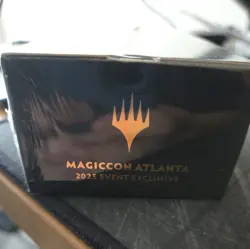 MAGICCON ATLANTA
2025 EVENT EXCLUSIVE